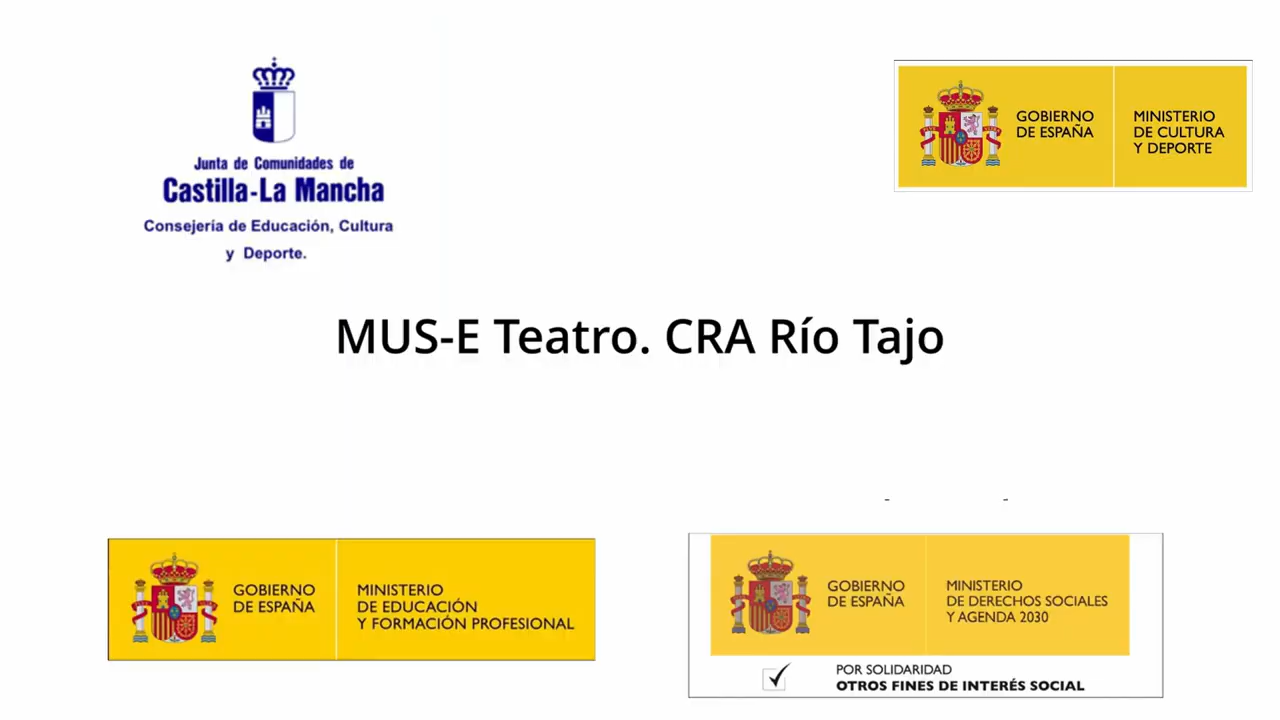 Junta de Comunidades de
Castilla-La Mancha
Consejería de Educación, Cultura
y Deporte.
GOBIERNO
DE ESPAÑA
MINISTERIO
DE CULTURA
Y DEPORTE
MUS-E Teatro. CRA Río Tajo
GOBIERNO
DE ESPAÑA
MINISTERIO
DE EDUCACIÓN
Y FORMACIÓN PROFESIONAL
GOBIERNO
DE ESPAÑA
MINISTERIO
DE DERECHOS SOCIALES
Y AGENDA 2030
POR SOLIDARIDAD
OTROS FINES DE INTERÉS SOCIAL